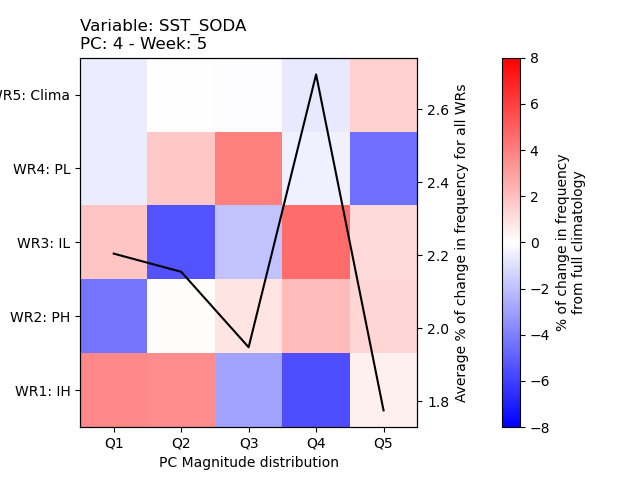 Variable: SST_SODA
PC: 4 - Week: 5
R5: Clima
WR4: PL
WR3: IL
WR2: PH
WR1: IH
Q1 Q2 Q3 Q4 Q5
PC Magnitude distribution
2.6
2.4
2.2
2.0
1.8
Average % of change in frequency for all WRs
8
6
4
2
0
−2
−4
−6
−8
% of change in frequency
from full climatology